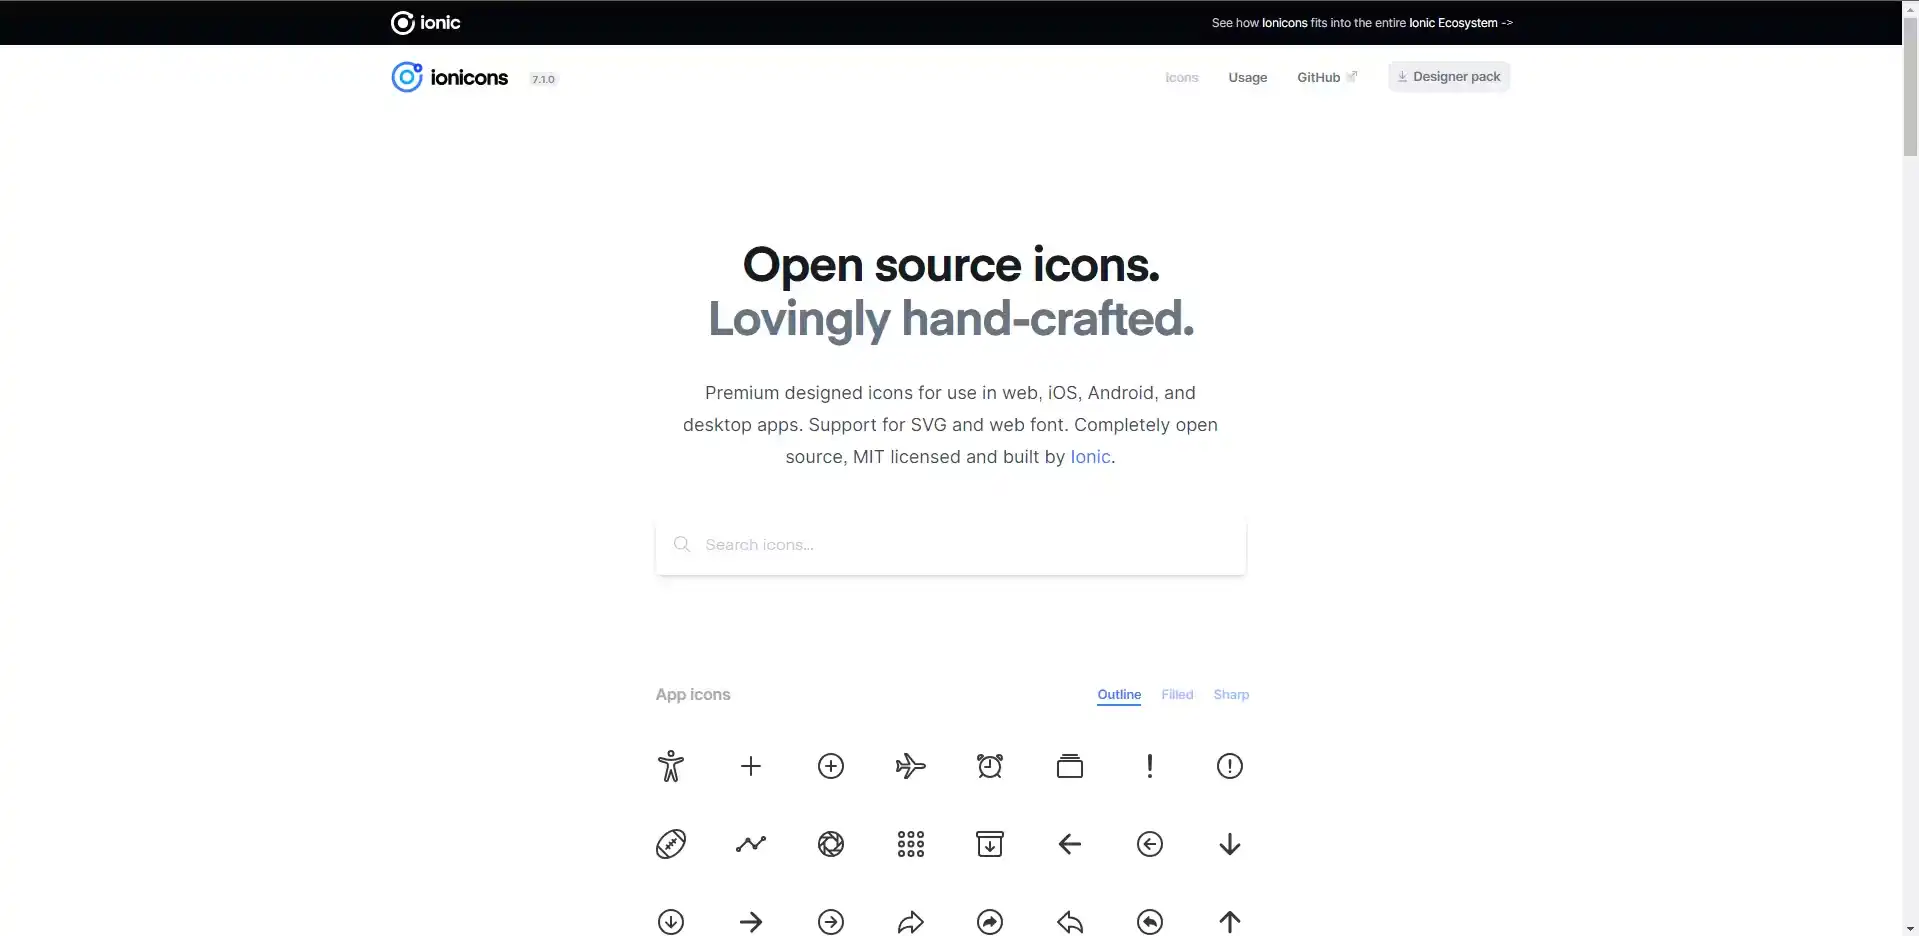 ionic
See how Ionicons fits into the entire Ionic Ecosystem ->
ionicons 7.1.0
Icons Usage GitHub Designer pack
Open source icons.
Lovingly hand-crafted.
Premium designed icons for use in web, iOS, Android, and
desktop apps. Support for SVG and web font. Completely open
source, MIT licensed and built by Ionic.
Search icons...
App icons
Outline Filled Sharp